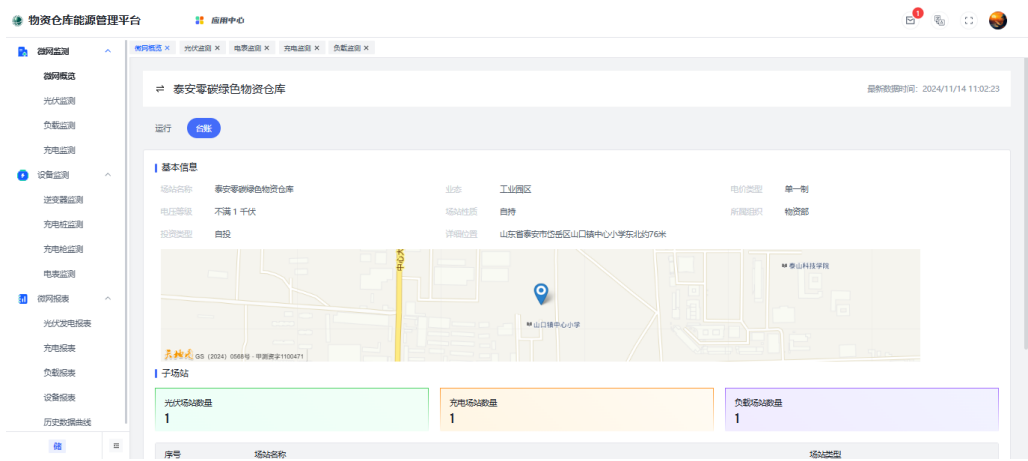 物资仓库能源管理平台
应用中心
1
微网监测
微网概览
光伏监测
负载监测
充电监测
设备监测
逆变器监测
充电桩监测
充电枪监测
电表监测
微网报表
光伏发电报表
充电报表
负载报表
设备报表
历史数据曲线
储
微网概览 × 光伏监测 × 电表监测 × 充电监测 × 负载监测 ×
泰安零碳绿色物资仓库
最新数据时间：2024/11/14 11:02:23
运行 台账
基本信息
场站名称 泰安零碳绿色物资仓库 业态 工业园区 电价类型 单一制
电压等级 不满 1 千伏 场站性质 自持 所属组织 物资部
投资类型 自投 详细位置 山东省泰安市岱岳区山口镇中心小学东北约76米
中心大
泰山科技学院
山口镇中心小学
天地图 GS（2024）0568号 - 甲测资字1100471
子场站
光伏场站数量 充电场站数量 负载场站数量
1 1 1
序号 场站名称 场站类型